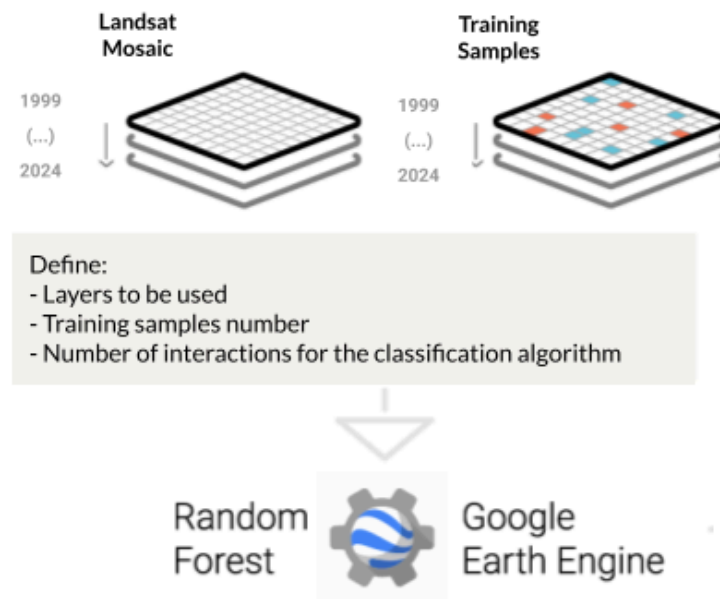 Landsat
Mosaic
1999
(...)
2024
Training
Samples
1999
(...)
2024
Define:
- Layers to be used
- Training samples number
- Number of interactions for the classification algorithm
Random
Forest
Google
Earth Engine